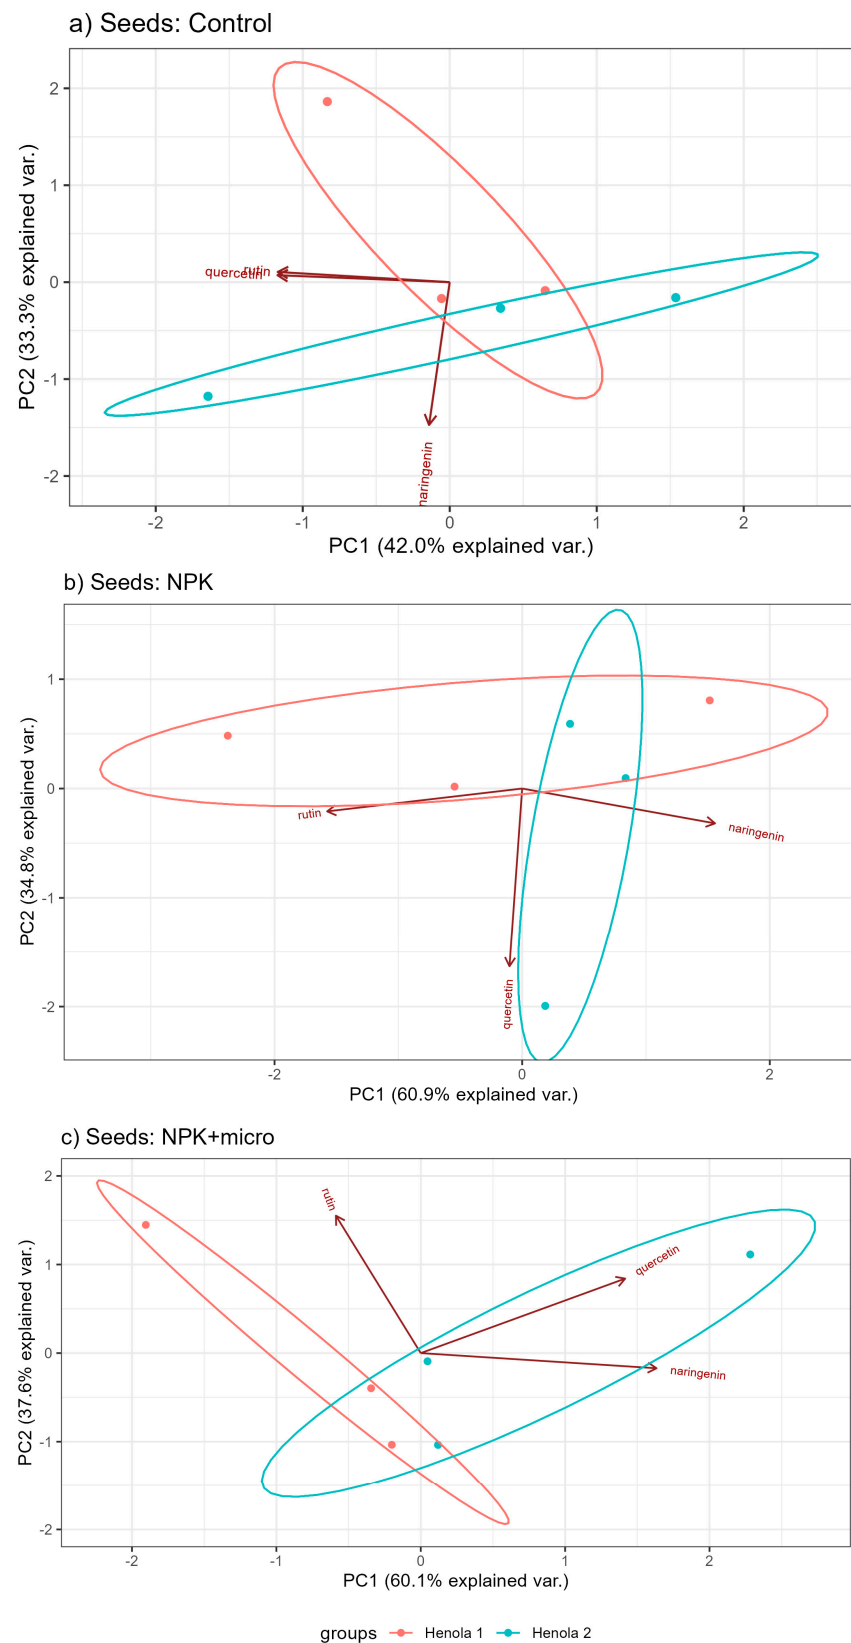 a) Seeds: Control
PC2 (33.3% explained var.)
2
1
0
-1
-2
rutin
quercetin
naringenin
-2
-1
0
1
2
PC1 (42.0% explained var.)
b) Seeds: NPK
PC2 (34.8% explained var.)
1
0
-1
-2
rutin
naringenin
quercetin
-2
0
2
PC1 (60.9% explained var.)
c) Seeds: NPK+micro
PC2 (37.6% explained var.)
2
1
0
-1
-2
rutin
quercetin
naringenin
-2
-1
0
1
2
PC1 (60.1% explained var.)
groups Henola 1 Henola 2